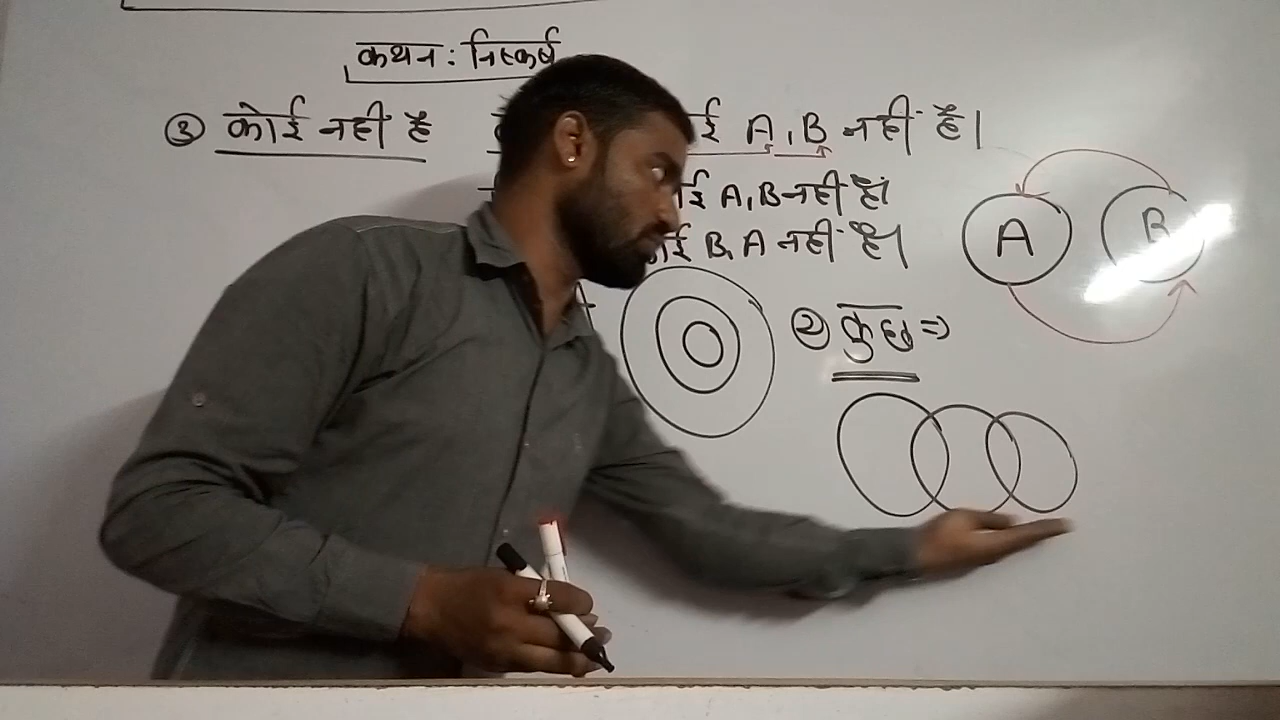 कथन : निस्कर्ष
③ कोई नहीं है
A, B नहीं है।
A, B नहीं है।
B, A नहीं है।
A B
② कुछ =>